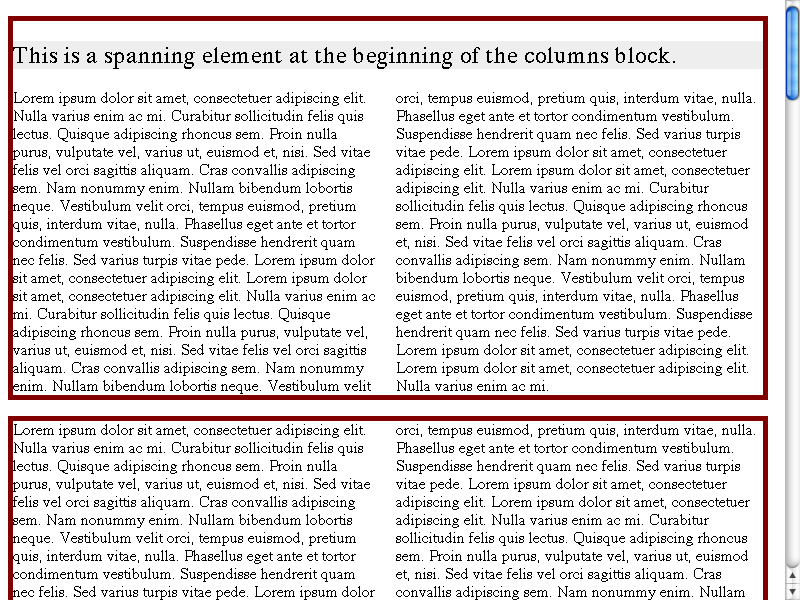 This is a spanning element at the beginning of the columns block.
Lorem ipsum dolor sit amet, consectetuer adipiscing elit.
Nulla varius enim ac mi. Curabitur sollicitudin felis quis
lectus. Quisque adipiscing rhoncus sem. Proin nulla
purus, vulputate vel, varius ut, euismod et, nisi. Sed vitae
felis vel orci sagittis aliquam. Cras convallis adipiscing
sem. Nam nonummy enim. Nullam bibendum lobortis
neque. Vestibulum velit orci, tempus euismod, pretium
quis, interdum vitae, nulla. Phasellus eget ante et tortor
condimentum vestibulum. Suspendisse hendrerit quam
nec felis. Sed varius turpis vitae pede. Lorem ipsum dolor
sit amet, consectetuer adipiscing elit. Lorem ipsum dolor
sit amet, consectetuer adipiscing elit. Nulla varius enim ac
mi. Curabitur sollicitudin felis quis lectus. Quisque
adipiscing rhoncus sem. Proin nulla purus, vulputate vel,
varius ut, euismod et, nisi. Sed vitae felis vel orci sagittis
aliquam. Cras convallis adipiscing sem. Nam nonummy
enim. Nullam bibendum lobortis neque. Vestibulum velit
orci, tempus euismod, pretium quis, interdum vitae, nulla.
Phasellus eget ante et tortor condimentum vestibulum.
Suspendisse hendrerit quam nec felis. Sed varius turpis
vitae pede. Lorem ipsum dolor sit amet, consectetuer
adipiscing elit. Lorem ipsum dolor sit amet, consectetuer
adipiscing elit. Nulla varius enim ac mi. Curabitur
sollicitudin felis quis lectus. Quisque adipiscing rhoncus
sem. Proin nulla purus, vulputate vel, varius ut, euismod
et, nisi. Sed vitae felis vel orci sagittis aliquam. Cras
convallis adipiscing sem. Nam nonummy enim. Nullam
bibendum lobortis neque. Vestibulum velit orci, tempus
euismod, pretium quis, interdum vitae, nulla. Phasellus
eget ante et tortor condimentum vestibulum. Suspendisse
hendrerit quam nec felis. Sed varius turpis vitae pede.
Lorem ipsum dolor sit amet, consectetuer adipiscing elit.
Lorem ipsum dolor sit amet, consectetuer adipiscing elit.
Nulla varius enim ac mi.
Lorem ipsum dolor sit amet, consectetuer adipiscing elit.
Nulla varius enim ac mi. Curabitur sollicitudin felis quis
lectus. Quisque adipiscing rhoncus sem. Proin nulla
purus, vulputate vel, varius ut, euismod et, nisi. Sed vitae
felis vel orci sagittis aliquam. Cras convallis adipiscing
sem. Nam nonummy enim. Nullam bibendum lobortis
neque. Vestibulum velit orci, tempus euismod, pretium
quis, interdum vitae, nulla. Phasellus eget ante et tortor
condimentum vestibulum. Suspendisse hendrerit quam
nec felis. Sed varius turpis vitae pede. Lorem ipsum dolor
orci, tempus euismod, pretium quis, interdum vitae, nulla.
Phasellus eget ante et tortor condimentum vestibulum.
Suspendisse hendrerit quam nec felis. Sed varius turpis
vitae pede. Lorem ipsum dolor sit amet, consectetuer
adipiscing elit. Lorem ipsum dolor sit amet, consectetuer
adipiscing elit. Nulla varius enim ac mi. Curabitur
sollicitudin felis quis lectus. Quisque adipiscing rhoncus
sem. Proin nulla purus, vulputate vel, varius ut, euismod
et, nisi. Sed vitae felis vel orci sagittis aliquam. Cras
convallis adipiscing sem. Nam nonummy enim. Nullam